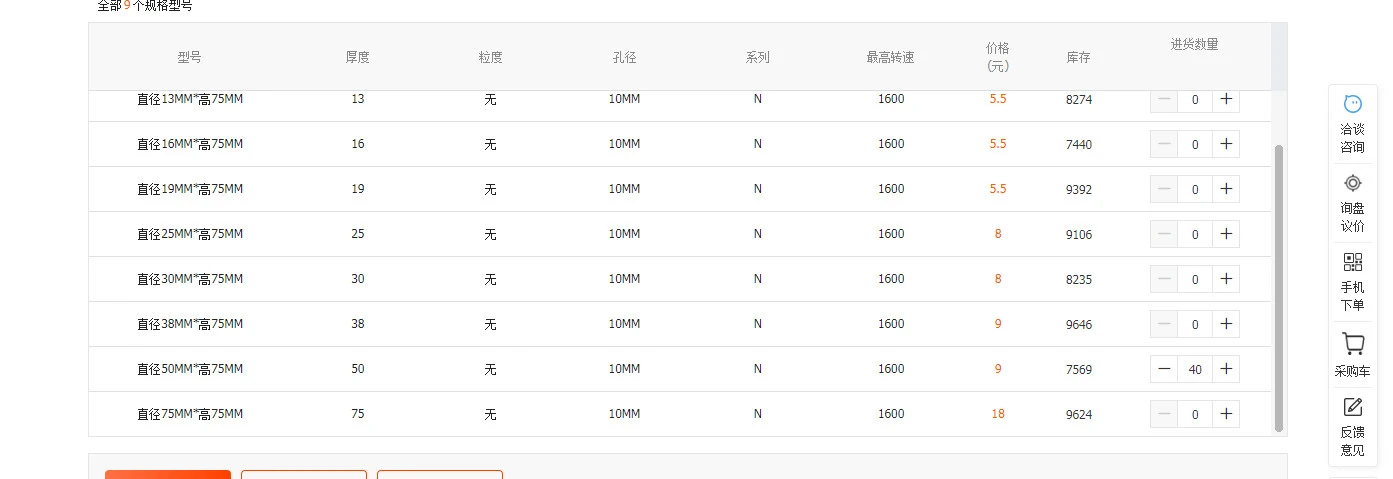 全部9个规格型号
型号 厚度 粒度 孔径 系列 最高转速 价格（元） 库存 进货数量
直径13MM*高75MM 13 无 10MM N 1600 5.5 8274 — 0 +
直径16MM*高75MM 16 无 10MM N 1600 5.5 7440 — 0 +
直径19MM*高75MM 19 无 10MM N 1600 5.5 9392 — 0 +
直径25MM*高75MM 25 无 10MM N 1600 8 9106 — 0 +
直径30MM*高75MM 30 无 10MM N 1600 8 8235 — 0 +
直径38MM*高75MM 38 无 10MM N 1600 9 9646 — 0 +
直径50MM*高75MM 50 无 10MM N 1600 9 7569 — 40 +
直径75MM*高75MM 75 无 10MM N 1600 18 9624 — 0 +
洽谈
咨询
询盘
议价
手机
下单
采购车
反馈
意见